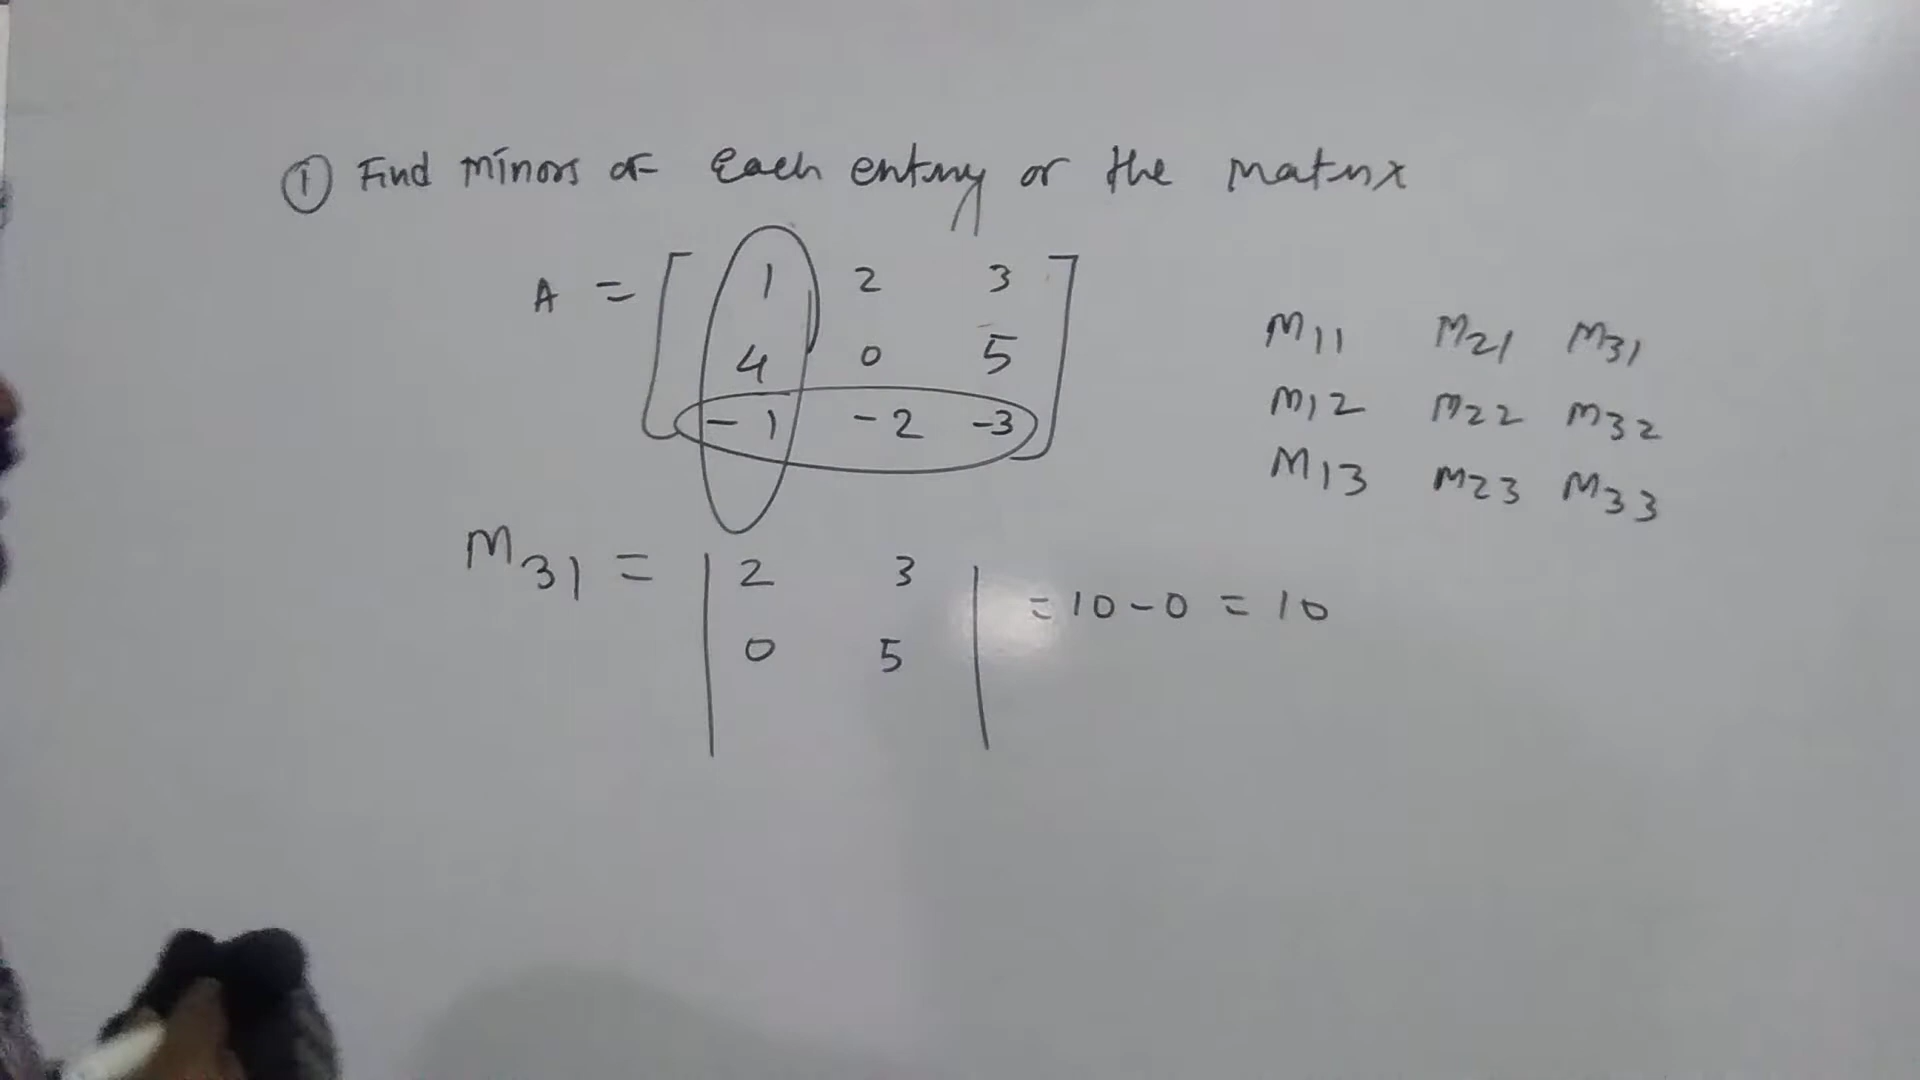 ① Find minors of Each entry of the matrix
A = [ 1 2 3
4 0 5
-1 -2 -3 ]
M11 M21 M31
M12 M22 M32
M13 M23 M33
M31 = | 2 3
0 5 | = 10 - 0 = 10